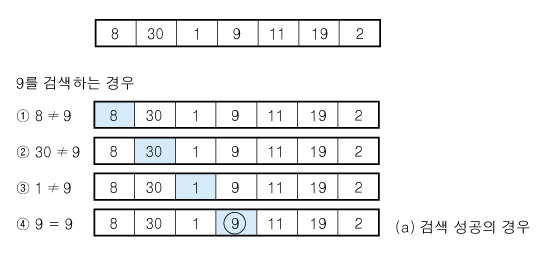 8 30 1 9 11 19 2
9를 검색하는 경우
① 8 ≠ 9 8 30 1 9 11 19 2
② 30 ≠ 9 8 30 1 9 11 19 2
③ 1 ≠ 9 8 30 1 9 11 19 2
④ 9 = 9 8 30 1 9 11 19 2 (a) 검색 성공의 경우